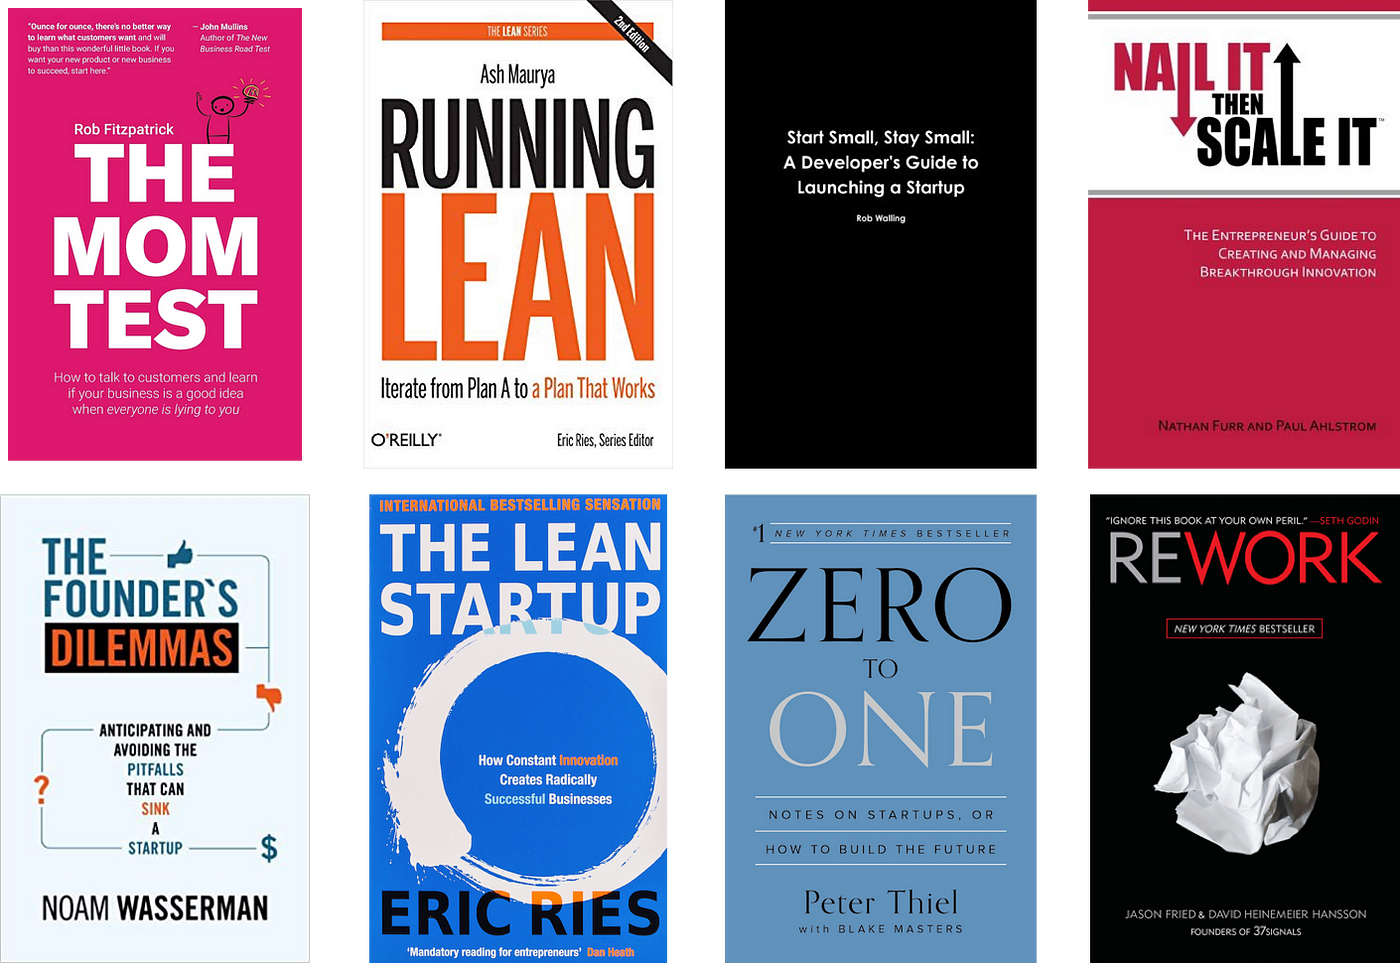 "Ounce for ounce, there's no better way
to learn what customers want and will
buy than this wonderful little book. If you
want your new product or new business
to succeed, start here."
— John Mullins
Author of The New
Business Road Test
Rob Fitzpatrick
THE
MOM
TEST
How to talk to customers and learn
if your business is a good idea
when everyone is lying to you
THE LEAN SERIES
2nd Edition
Ash Maurya
RUNNING
LEAN
Iterate from Plan A to a Plan That Works
O'REILLY®
Eric Ries, Series Editor
Start Small, Stay Small:
A Developer's Guide to
Launching a Startup
Rob Walling
NAIL IT
THEN
SCALE IT™
THE ENTREPRENEUR'S GUIDE TO
CREATING AND MANAGING
BREAKTHROUGH INNOVATION
NATHAN FURR AND PAUL AHLSTROM
THE
FOUNDER`S
DILEMMAS
ANTICIPATING AND
AVOIDING THE
PITFALLS
THAT CAN
SINK
A
STARTUP
?
$
NOAM WASSERMAN
INTERNATIONAL BESTSELLING SENSATION
THE LEAN
STARTUP
How Constant Innovation
Creates Radically
Successful Businesses
ERIC RIES
'Mandatory reading for entrepreneurs' Dan Heath
#1 NEW YORK TIMES BESTSELLER
ZERO
TO
ONE
NOTES ON STARTUPS, OR
HOW TO BUILD THE FUTURE
Peter Thiel
with BLAKE MASTERS
"IGNORE THIS BOOK AT YOUR OWN PERIL." —SETH GODIN
REWORK
NEW YORK TIMES BESTSELLER
JASON FRIED & DAVID HEINEMEIER HANSSON
FOUNDERS OF 37SIGNALS